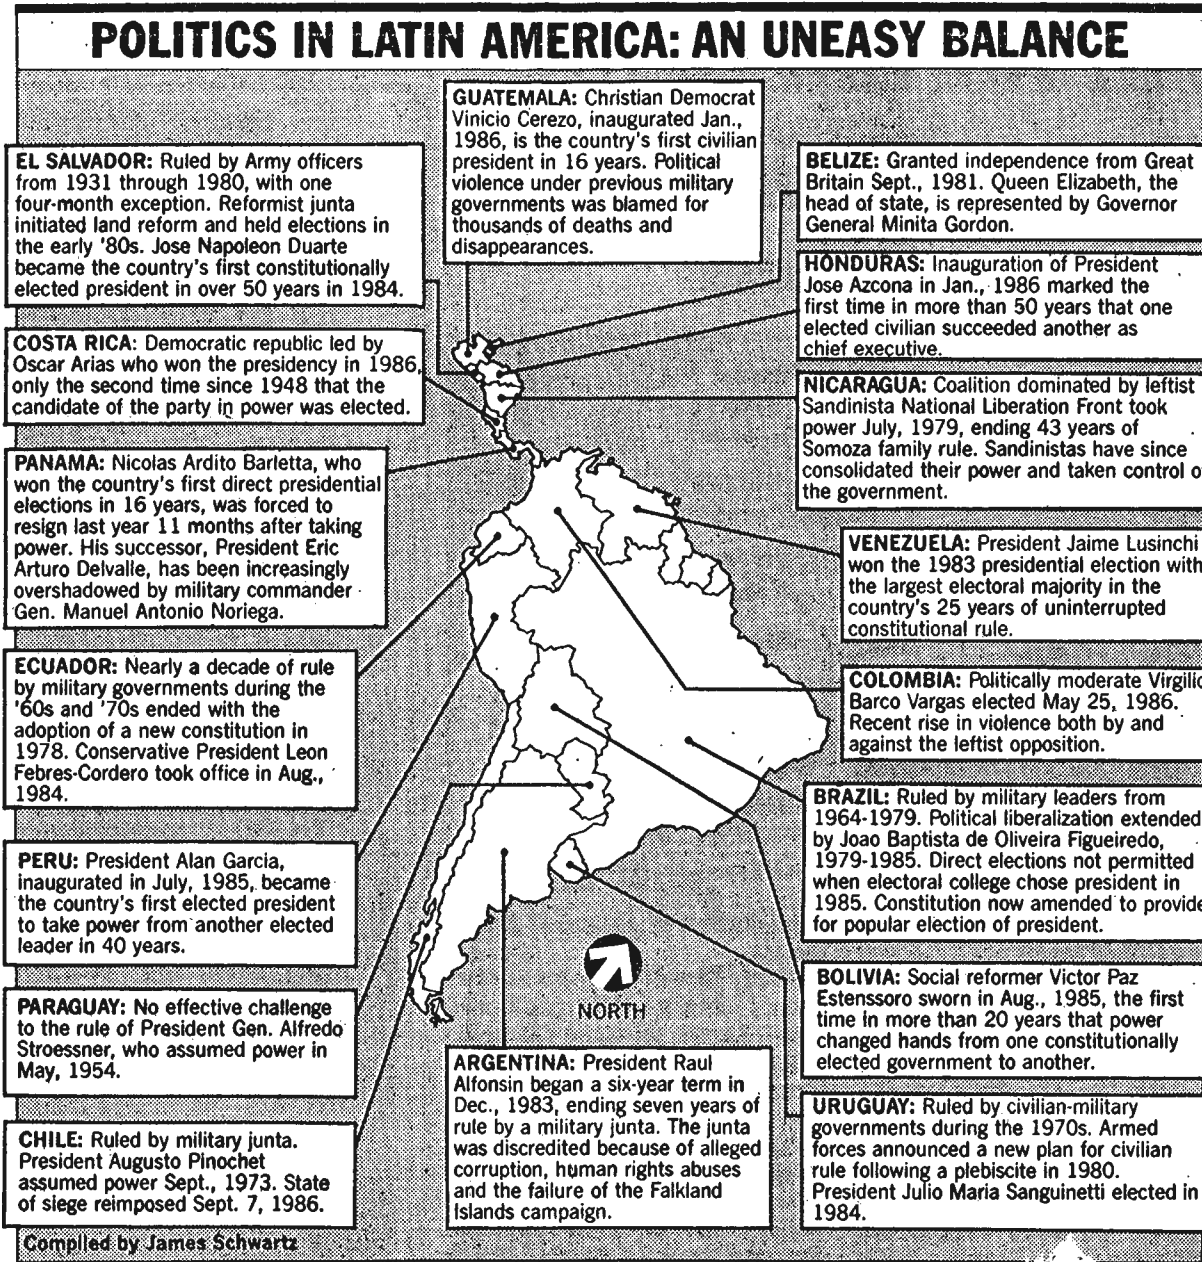 POLITICS IN LATIN AMERICA: AN UNEASY BALANCE
GUATEMALA: Christian Democrat
Vinicio Cerezo, inaugurated Jan.,
1986, is the country's first civilian
president in 16 years. Political
violence under previous military
governments was blamed for
thousands of deaths and
disappearances.
EL SALVADOR: Ruled by Army officers
from 1931 through 1980, with one
four-month exception. Reformist junta
initiated land reform and held elections in
the early '80s. Jose Napoleon Duarte
became the country's first constitutionally
elected president in over 50 years in 1984.
COSTA RICA: Democratic republic led by
Oscar Arias who won the presidency in 1986,
only the second time since 1948 that the
candidate of the party in power was elected.
PANAMA: Nicolas Ardito Barletta, who
won the country's first direct presidential
elections in 16 years, was forced to
resign last year 11 months after taking
power. His successor, President Eric
Arturo Delvalle, has been increasingly
overshadowed by military commander
Gen. Manuel Antonio Noriega.
ECUADOR: Nearly a decade of rule
by military governments during the
'60s and '70s ended with the
adoption of a new constitution in
1978. Conservative President Leon
Febres-Cordero took office in Aug.,
1984.
PERU: President Alan Garcia,
inaugurated in July, 1985, became
the country's first elected president
to take power from another elected
leader in 40 years.
PARAGUAY: No effective challenge
to the rule of President Gen. Alfredo
Stroessner, who assumed power in
May, 1954.
CHILE: Ruled by military junta.
President Augusto Pinochet
assumed power Sept., 1973. State
of siege reimposed Sept. 7, 1986.
Compiled by James Schwartz
NORTH
ARGENTINA: President Raul
Alfonsin began a six-year term in
Dec., 1983, ending seven years of
rule by a military junta. The junta
was discredited because of alleged
corruption, human rights abuses
and the failure of the Falkland
Islands campaign.
BELIZE: Granted independence from Great
Britain Sept., 1981. Queen Elizabeth, the
head of state, is represented by Governor
General Minita Gordon.
HONDURAS: Inauguration of President
Jose Azcona in Jan., 1986 marked the
first time in more than 50 years that one
elected civilian succeeded another as
chief executive.
NICARAGUA: Coalition dominated by leftist
Sandinista National Liberation Front took
power July, 1979, ending 43 years of
Somoza family rule. Sandinistas have since
consolidated their power and taken control o
the government.
VENEZUELA: President Jaime Lusinchi
won the 1983 presidential election with
the largest electoral majority in the
country's 25 years of uninterrupted
constitutional rule.
COLOMBIA: Politically moderate Virgilio
Barco Vargas elected May 25, 1986.
Recent rise in violence both by and
against the leftist opposition.
BRAZIL: Ruled by military leaders from
1964-1979. Political liberalization extended
by Joao Baptista de Oliveira Figueiredo,
1979-1985. Direct elections not permitted
when electoral college chose president in
1985. Constitution now amended to provide
for popular election of president.
BOLIVIA: Social reformer Victor Paz
Estenssoro sworn in Aug., 1985, the first
time in more than 20 years that power
changed hands from one constitutionally
elected government to another.
URUGUAY: Ruled by civilian-military
governments during the 1970s. Armed
forces announced a new plan for civilian
rule following a plebiscite in 1980.
President Julio Maria Sanguinetti elected in
1984.